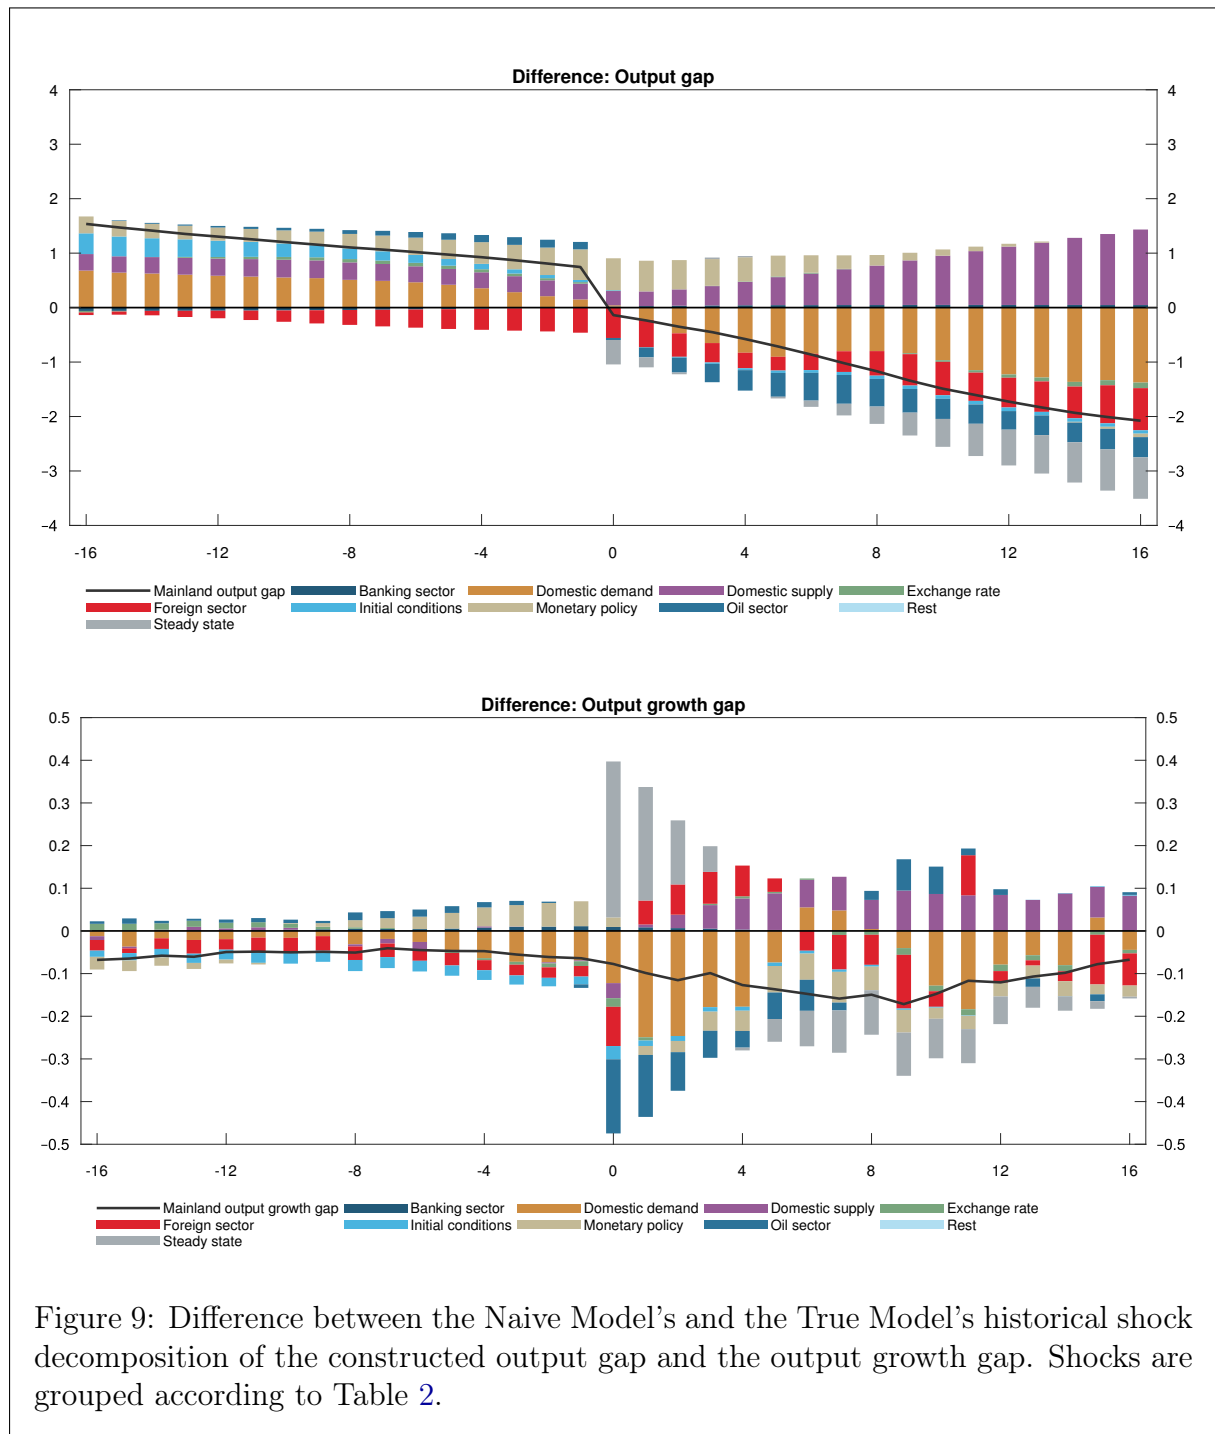 Difference: Output gap
4 4
3 3
2 2
1 1
0 0
−1 −1
−2 −2
−3 −3
−4 −4
-16 -12 -8 -4 0 4 8 12 16
Mainland output gap Banking sector Domestic demand Domestic supply Exchange rate
Foreign sector Initial conditions Monetary policy Oil sector Rest
Steady state
Difference: Output growth gap
0.5 0.5
0.4 0.4
0.3 0.3
0.2 0.2
0.1 0.1
0 0
−0.1 −0.1
−0.2 −0.2
−0.3 −0.3
−0.4 −0.4
−0.5 −0.5
-16 -12 -8 -4 0 4 8 12 16
Mainland output growth gap Banking sector Domestic demand Domestic supply Exchange rate
Foreign sector Initial conditions Monetary policy Oil sector Rest
Steady state
Figure 9: Difference between the Naive Model's and the True Model's historical shock
decomposition of the constructed output gap and the output growth gap. Shocks are
grouped according to Table 2.